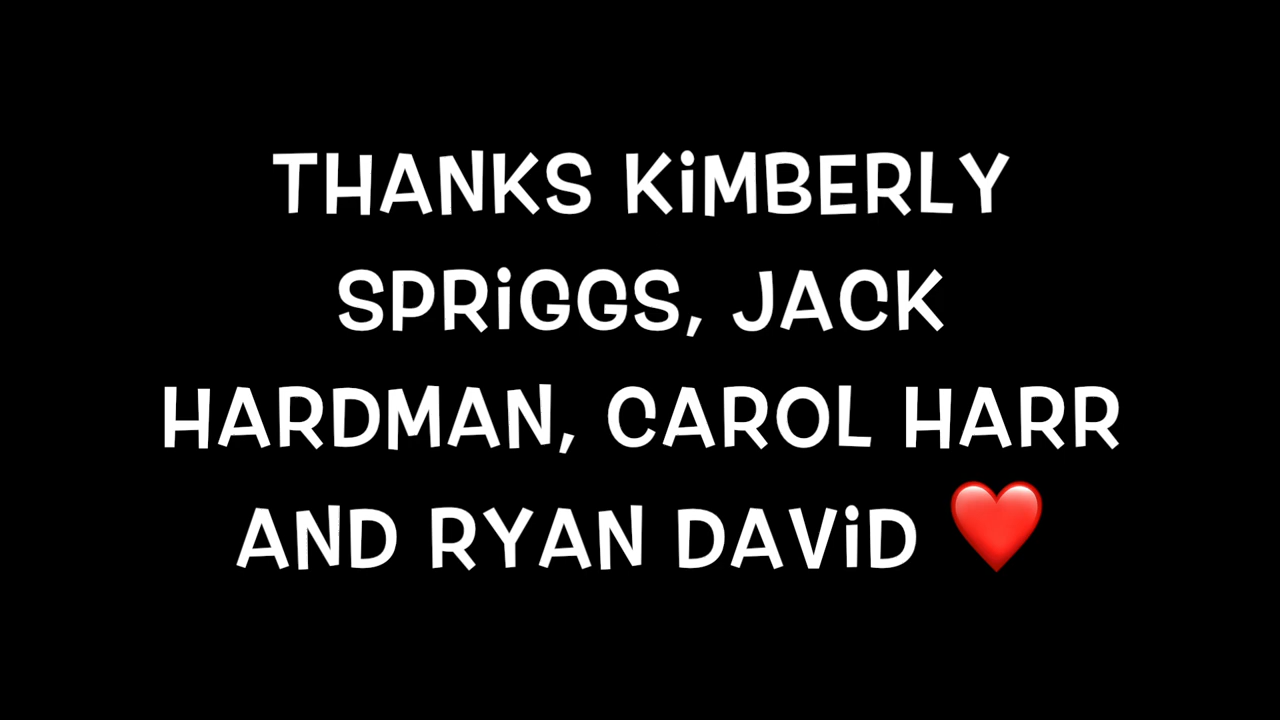 THANKS KiMBERLY
SPRiGGS, JACK
HARDMAN, CAROL HARR
AND RYAN DAViD ❤️